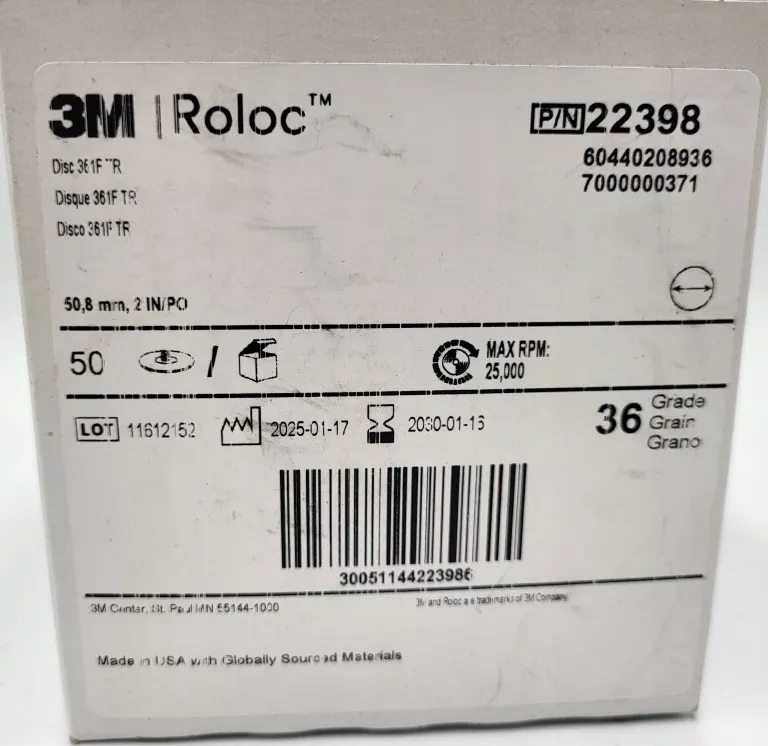 3M | Roloc™
P/N 22398
60440208936
7000000371
Disc 361F TR
Disque 361F TR
Disco 361F TR
50,8 mm, 2 IN/PO
50 /
MAX RPM:
25,000
LOT 11612152
2025-01-17
2030-01-16
36 Grade
Grain
Grano
30051144223986
3M Center, St. Paul MN 55144-1000
3M and Roloc are trademarks of 3M Company.
Made in USA with Globally Sourced Materials